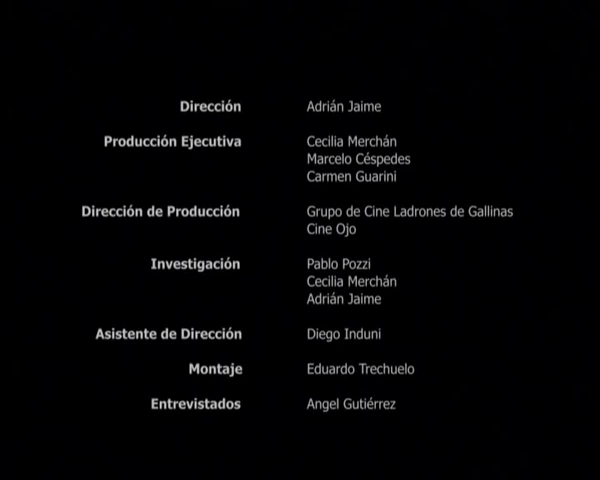 Dirección Adrián Jaime
Producción Ejecutiva Cecilia Merchán
Marcelo Céspedes
Carmen Guarini
Dirección de Producción Grupo de Cine Ladrones de Gallinas
Cine Ojo
Investigación Pablo Pozzi
Cecilia Merchán
Adrián Jaime
Asistente de Dirección Diego Induni
Montaje Eduardo Trechuelo
Entrevistados Angel Gutiérrez